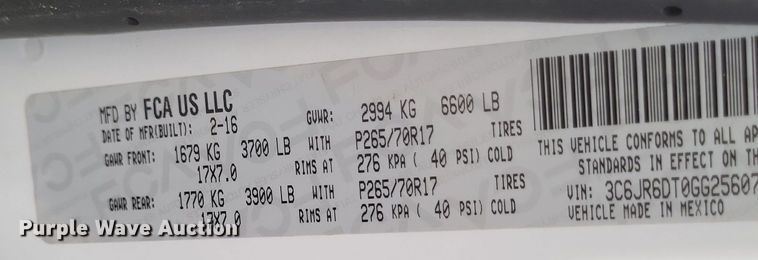 MFD BY FCA US LLC
DATE OF MFR(BUILT): 2-16
GVWR: 2994 KG 6600 LB
GAWR FRONT: 1679 KG 3700 LB WITH P265/70R17 TIRES
17X7.0 RIMS AT 276 KPA ( 40 PSI) COLD
GAWR REAR: 1770 KG 3900 LB WITH P265/70R17 TIRES
17X7.0 RIMS AT 276 KPA ( 40 PSI) COLD
THIS VEHICLE CONFORMS TO ALL AP
STANDARDS IN EFFECT ON TH
VIN: 3C6JR6DT0GG25607
VEHICLE MADE IN MEXICO
Purple Wave Auction